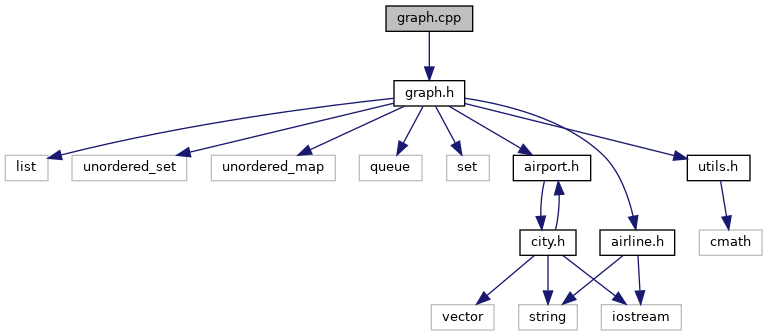 graph.cpp
graph.h
list
unordered_set
unordered_map
queue
set
airport.h
utils.h
city.h
airline.h
cmath
vector
string
iostream